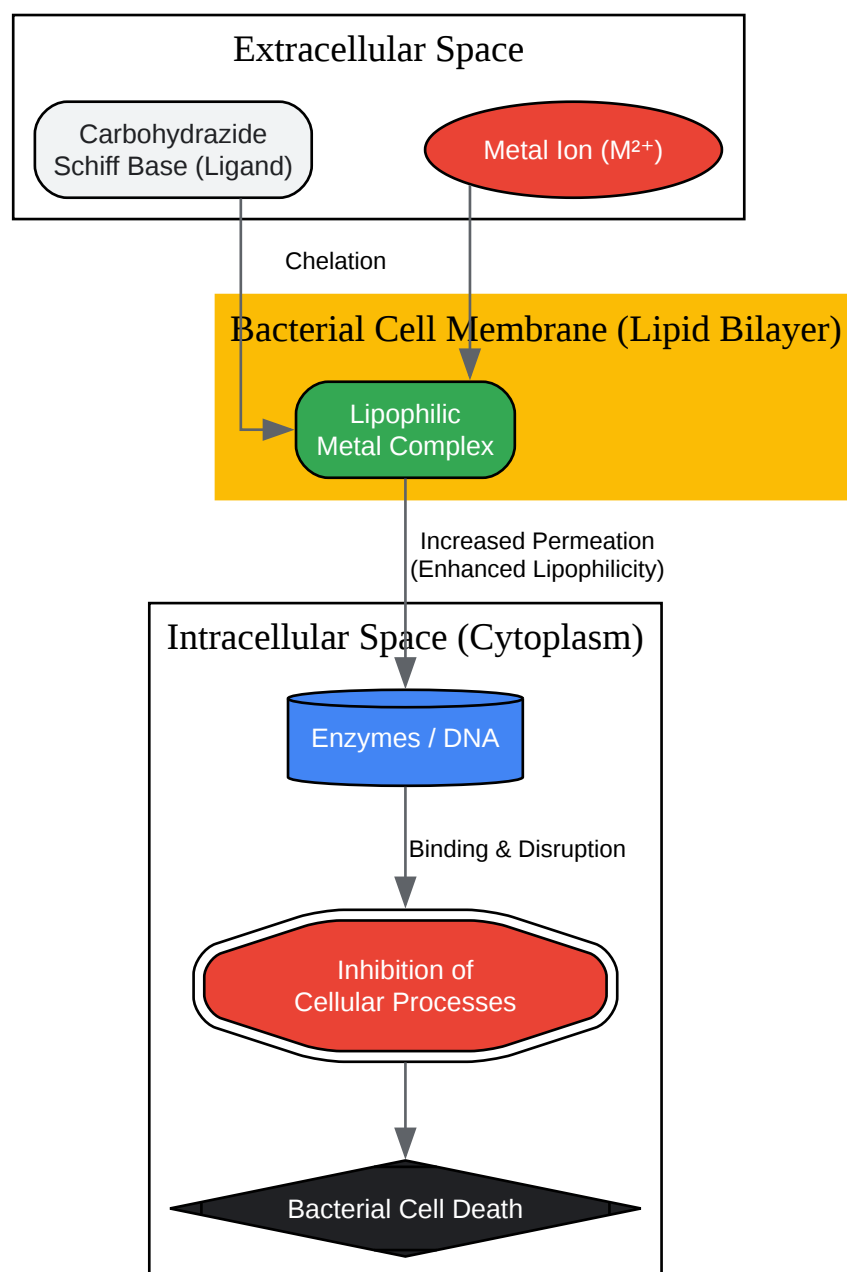 Extracellular Space
Carbohydrazide
Schiff Base (Ligand)
Metal Ion (M²⁺)
Chelation
Bacterial Cell Membrane (Lipid Bilayer)
Lipophilic
Metal Complex
Increased Permeation
(Enhanced Lipophilicity)
Intracellular Space (Cytoplasm)
Enzymes / DNA
Binding & Disruption
Inhibition of
Cellular Processes
Bacterial Cell Death